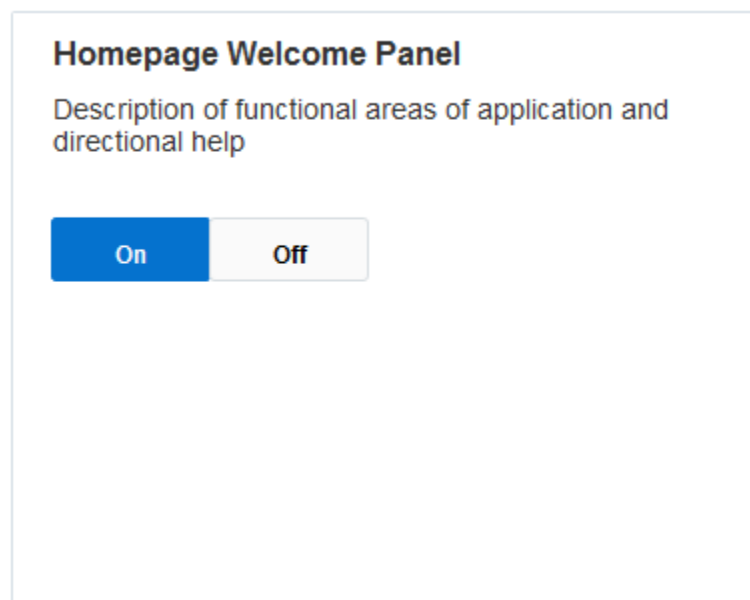 Homepage Welcome Panel
Description of functional areas of application and
directional help
On Off